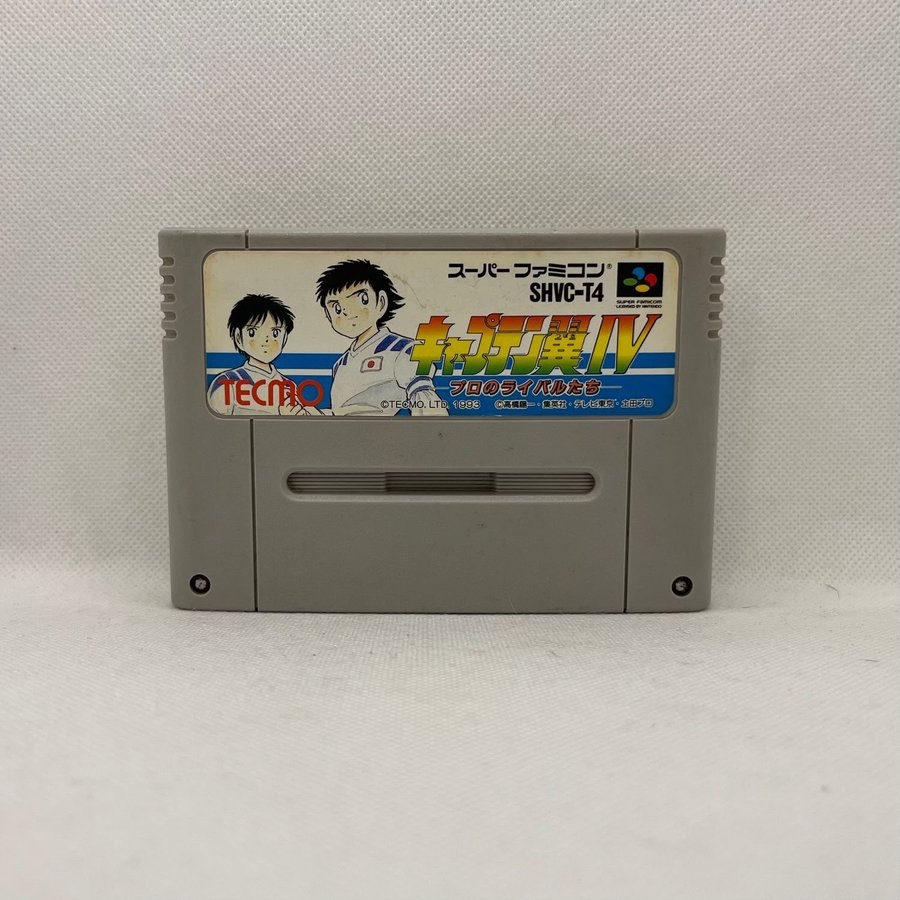 スーパーファミコン®
SHVC-T4
SUPER FAMICOM
LICENSED BY NINTENDO
キャプテン翼 IV
プロのライバルたち
TECMO
©TECMO, LTD. 1993 ©高橋陽一・集英社・テレビ東京・土田プロ